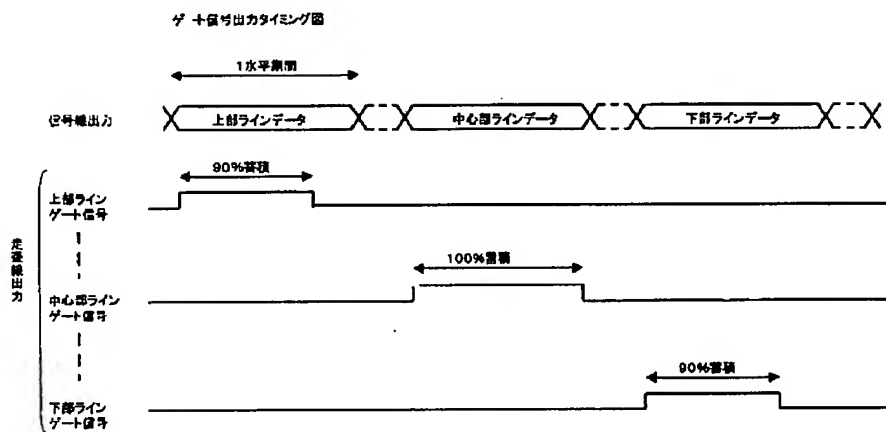 ゲート信号出力タイミング図
1水平期間
信号線出力
上部ラインデータ
中心部ラインデータ
下部ラインデータ
90%蓄積
上部ライン
ゲート信号
100%蓄積
走査線出力
中心部ライン
ゲート信号
90%蓄積
下部ライン
ゲート信号